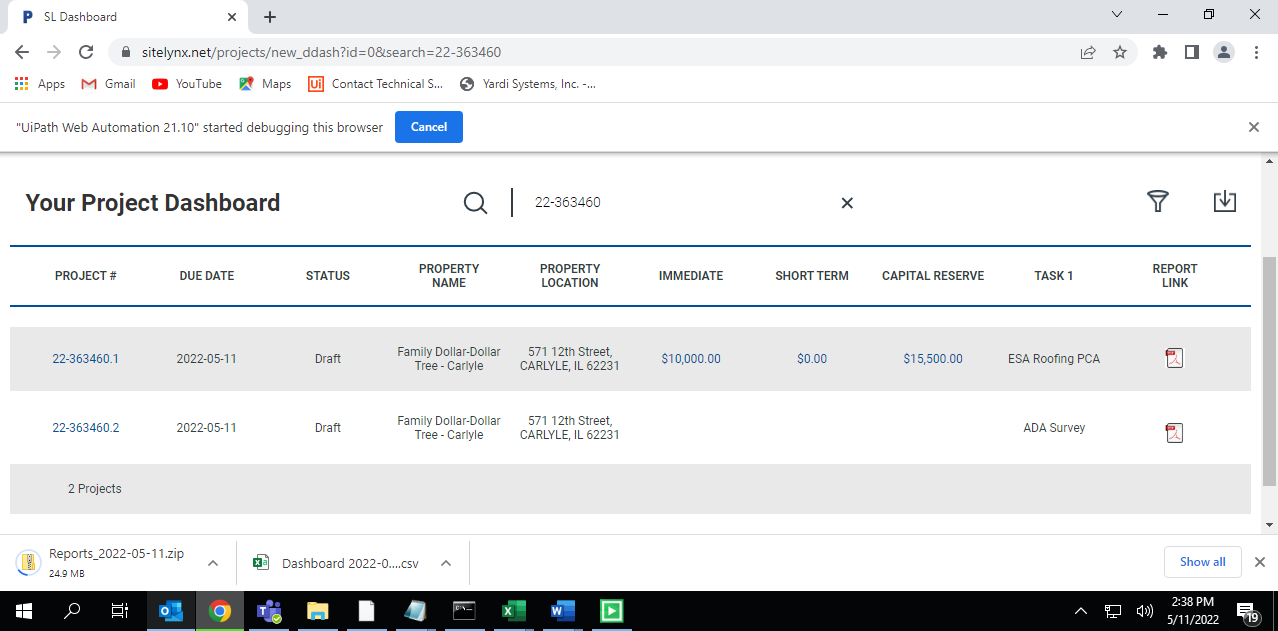 SL Dashboard
sitelynx.net/projects/new_ddash?id=0&search=22-363460
Apps Gmail YouTube Maps Contact Technical S... Yardi Systems, Inc. -...
"UiPath Web Automation 21.10" started debugging this browser Cancel
Your Project Dashboard 22-363460
PROJECT # DUE DATE STATUS PROPERTY NAME PROPERTY LOCATION IMMEDIATE SHORT TERM CAPITAL RESERVE TASK 1 REPORT LINK
22-363460.1 2022-05-11 Draft Family Dollar-Dollar Tree - Carlyle 571 12th Street, CARLYLE, IL 62231 $10,000.00 $0.00 $15,500.00 ESA Roofing PCA
22-363460.2 2022-05-11 Draft Family Dollar-Dollar Tree - Carlyle 571 12th Street, CARLYLE, IL 62231 ADA Survey
2 Projects
Reports_2022-05-11.zip
24.9 MB
Dashboard 2022-0....csv
Show all
2:38 PM
5/11/2022
19